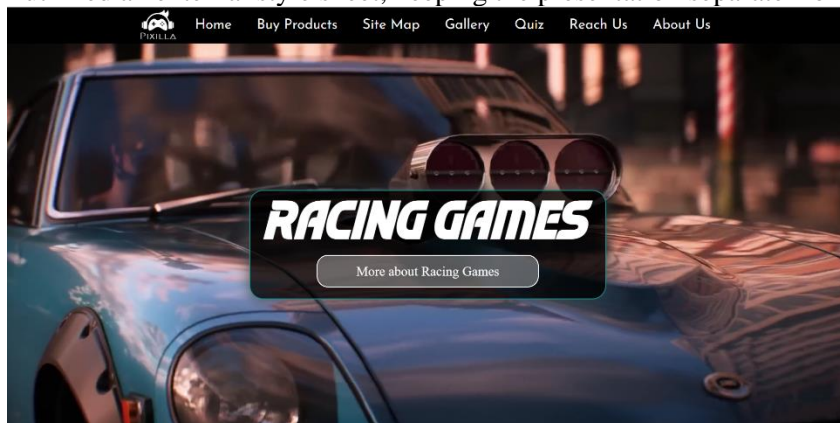 Home Buy Products Site Map Gallery Quiz Reach Us About Us
PIXILLA
RACING GAMES
More about Racing Games